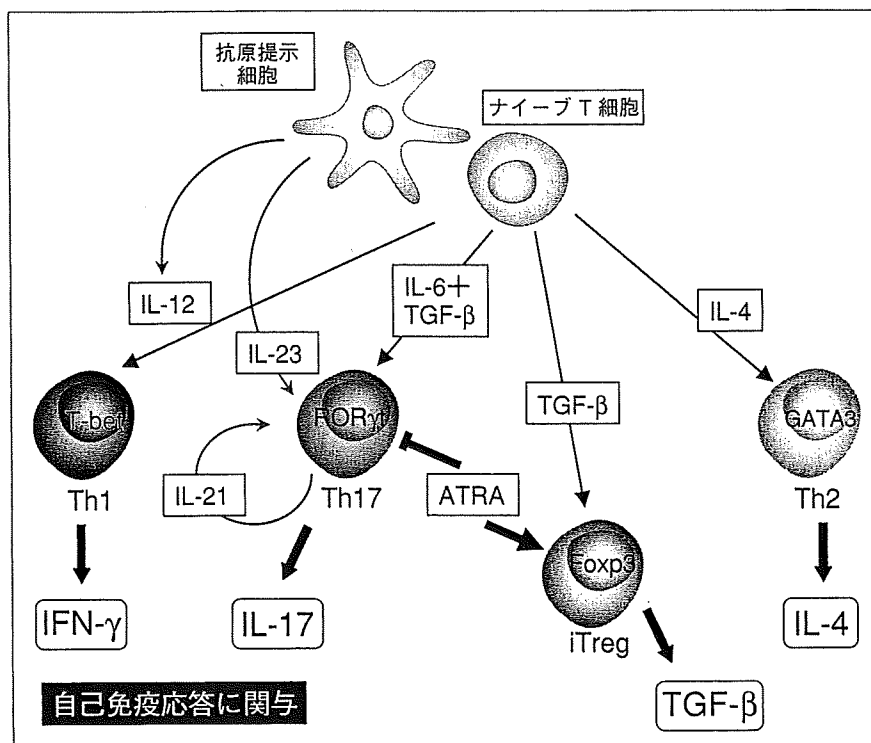 抗原提示
細胞
ナイーブ T 細胞
IL-12
IL-6＋
TGF-β
IL-4
IL-23
TGF-β
T-bet
RORγt
GATA3
IL-21
ATRA
Th1
Th17
Th2
Foxp3
iTreg
IFN-γ
IL-17
IL-4
自己免疫応答に関与
TGF-β